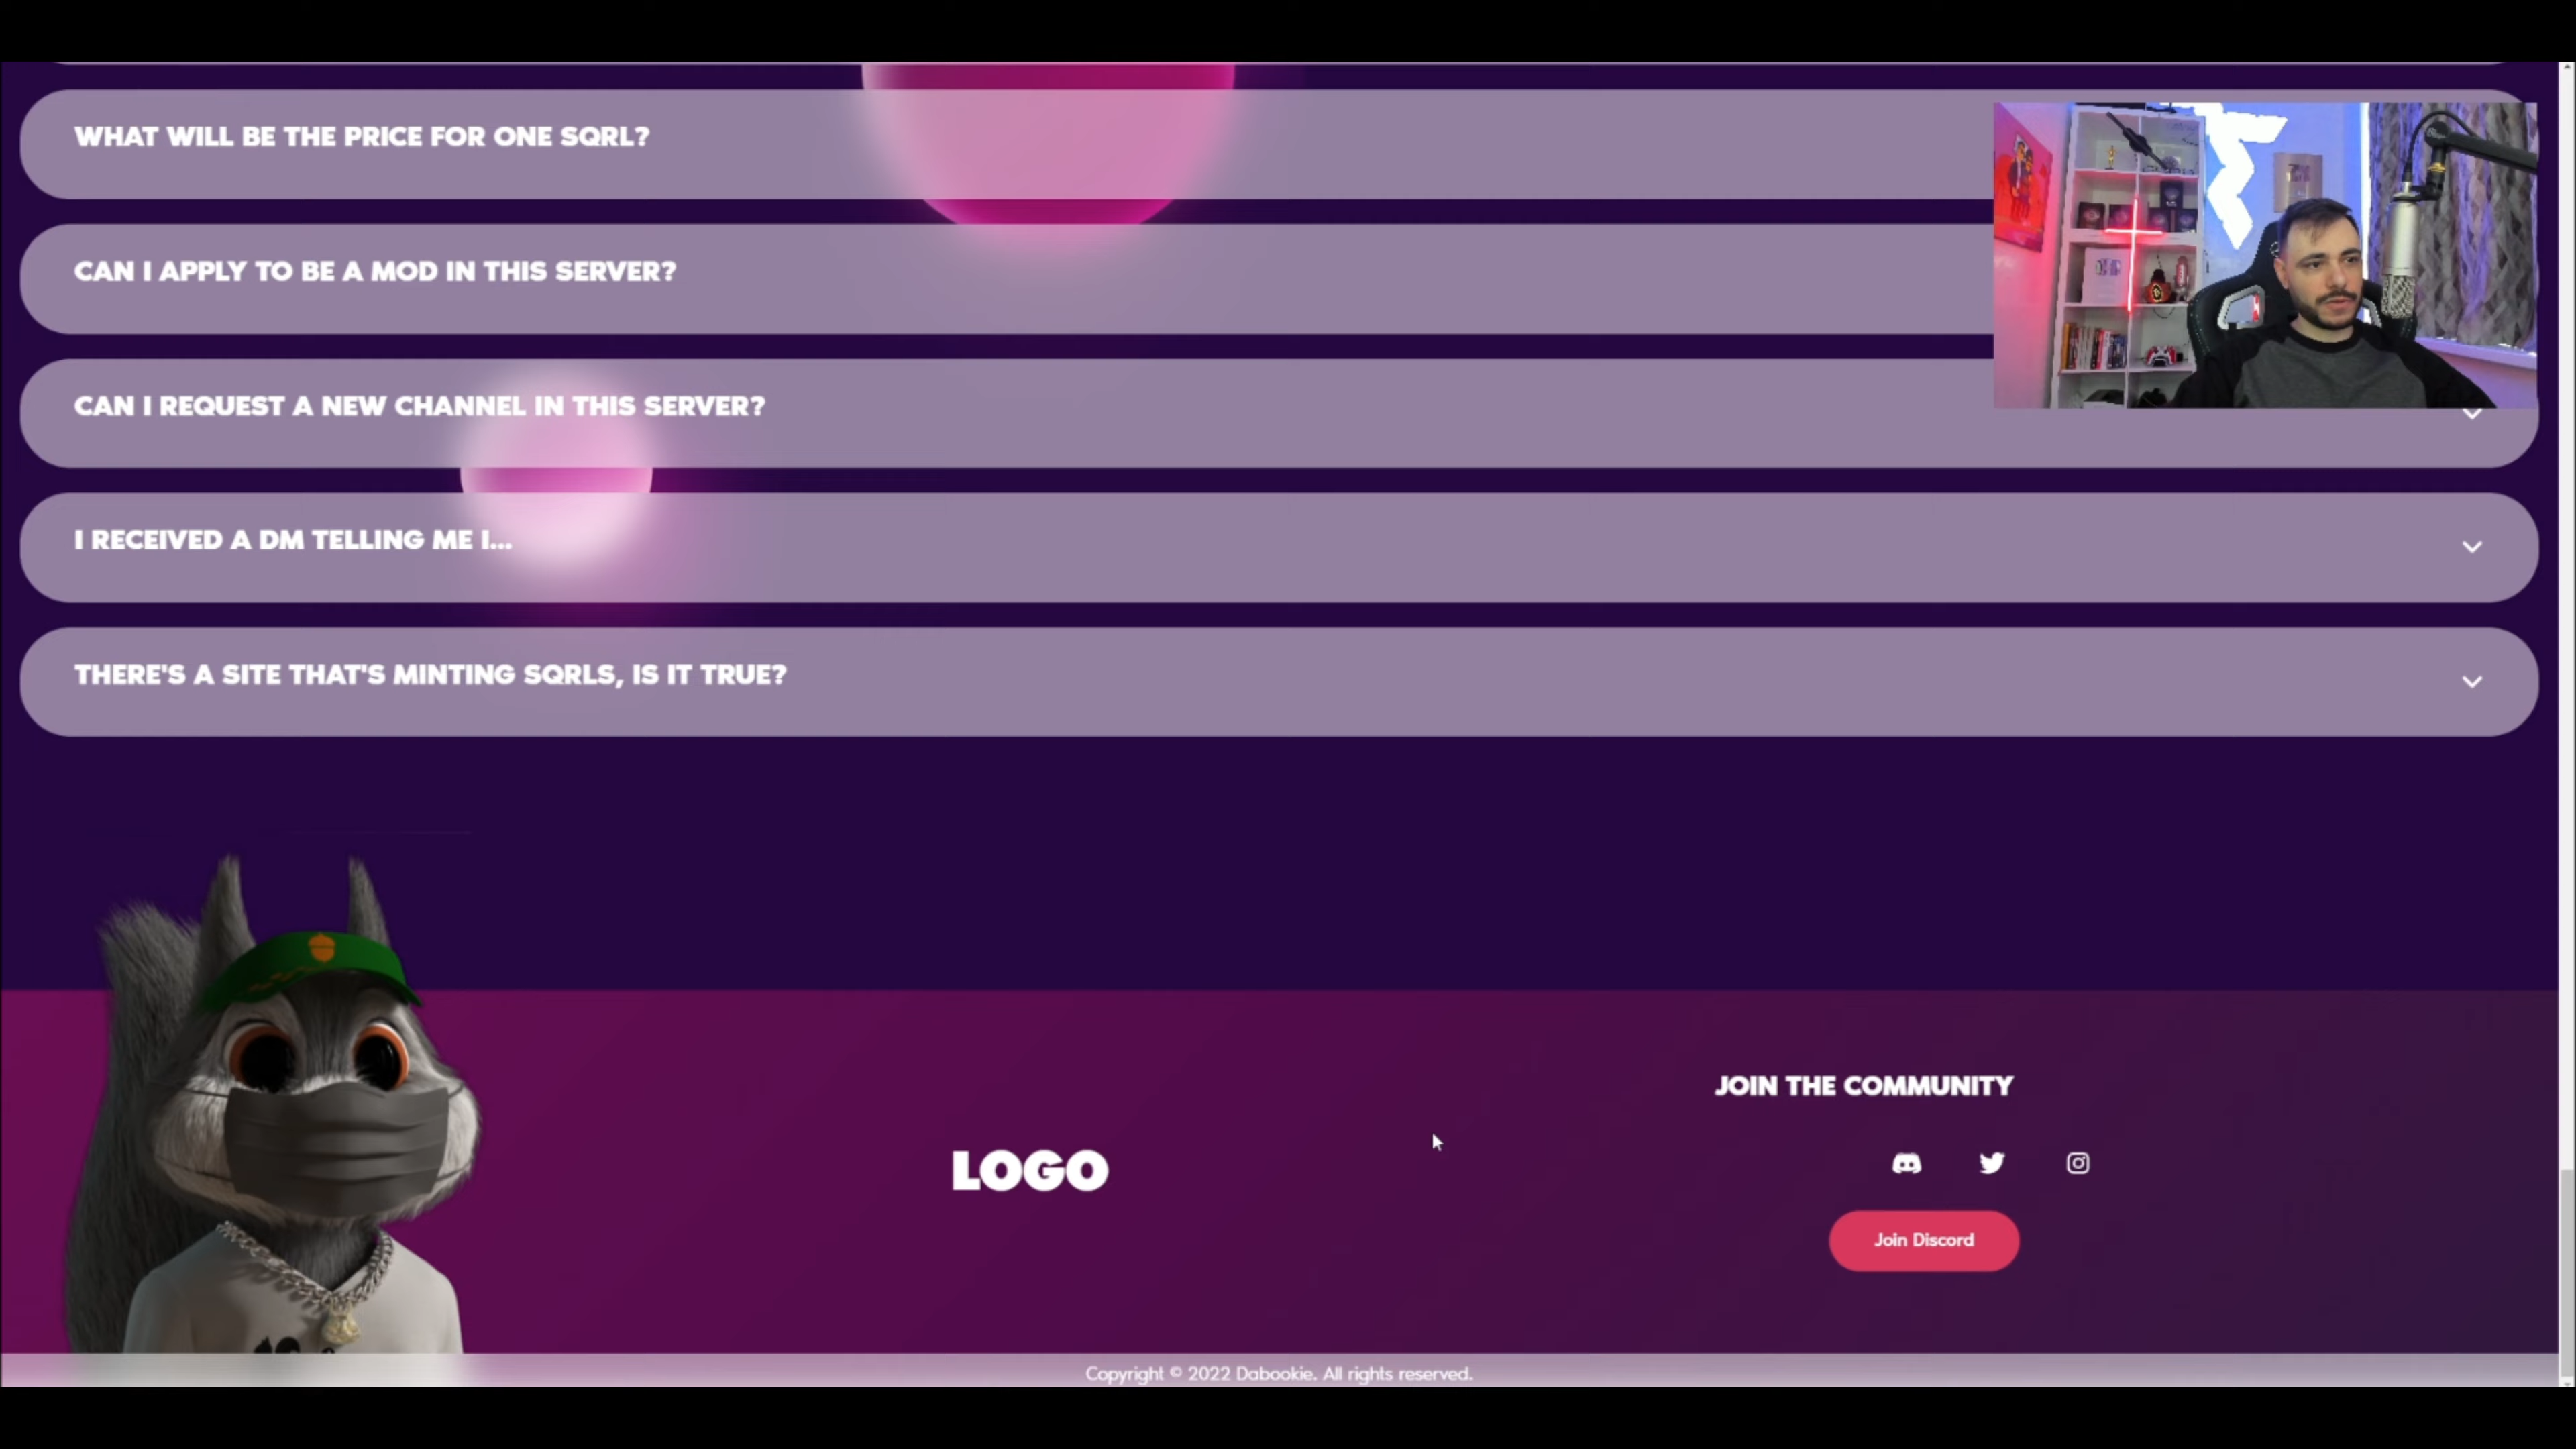 WHAT WILL BE THE PRICE FOR ONE SQRL?
CAN I APPLY TO BE A MOD IN THIS SERVER?
CAN I REQUEST A NEW CHANNEL IN THIS SERVER?
I RECEIVED A DM TELLING ME I...
THERE'S A SITE THAT'S MINTING SQRLS, IS IT TRUE?
LOGO
JOIN THE COMMUNITY
Join Discord
Copyright © 2022 Dabookie. All rights reserved.